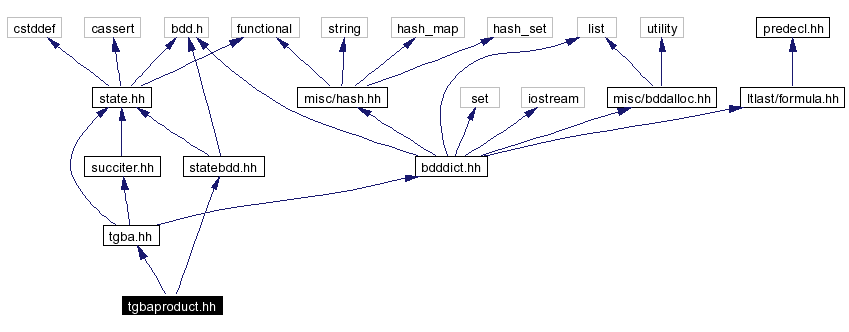 cstddef
cassert
bdd.h
functional
string
hash_map
hash_set
list
utility
predecl.hh
state.hh
misc/hash.hh
set
iostream
misc/bddalloc.hh
ltlast/formula.hh
succiter.hh
statebdd.hh
bdddict.hh
tgba.hh
tgbaproduct.hh